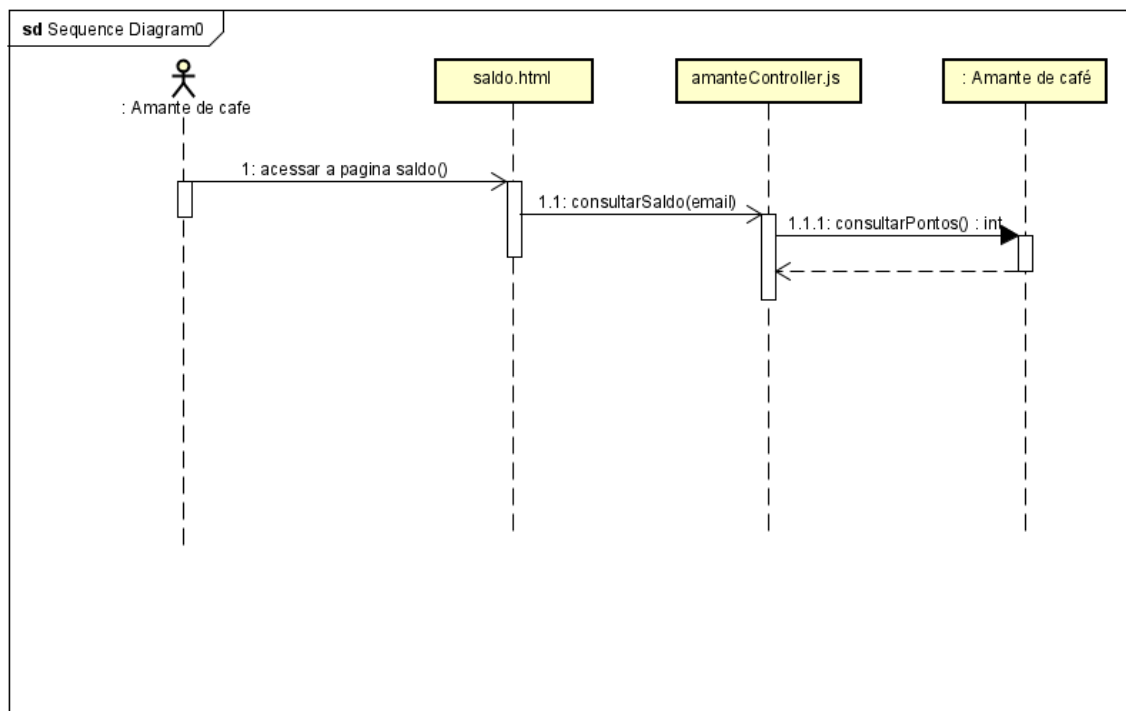 sd Sequence Diagram0
: Amante de cafe
saldo.html
amanteController.js
: Amante de café
1: acessar a pagina saldo()
1.1: consultarSaldo(email)
1.1.1: consultarPontos() : int